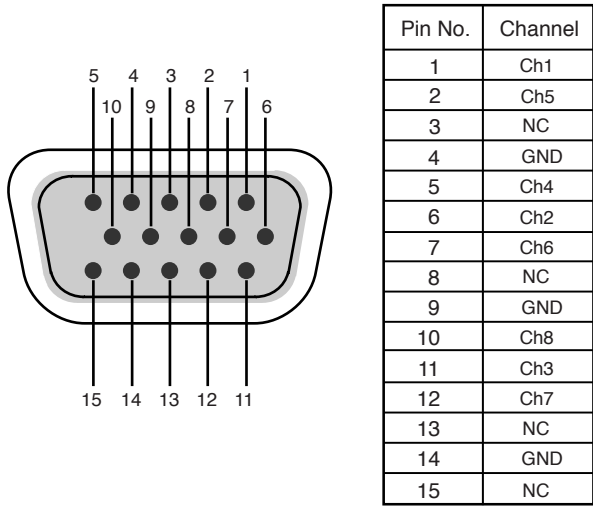 5 4 3 2 1
10 9 8 7 6
15 14 13 12 11
Pin No. Channel
1 Ch1
2 Ch5
3 NC
4 GND
5 Ch4
6 Ch2
7 Ch6
8 NC
9 GND
10 Ch8
11 Ch3
12 Ch7
13 NC
14 GND
15 NC